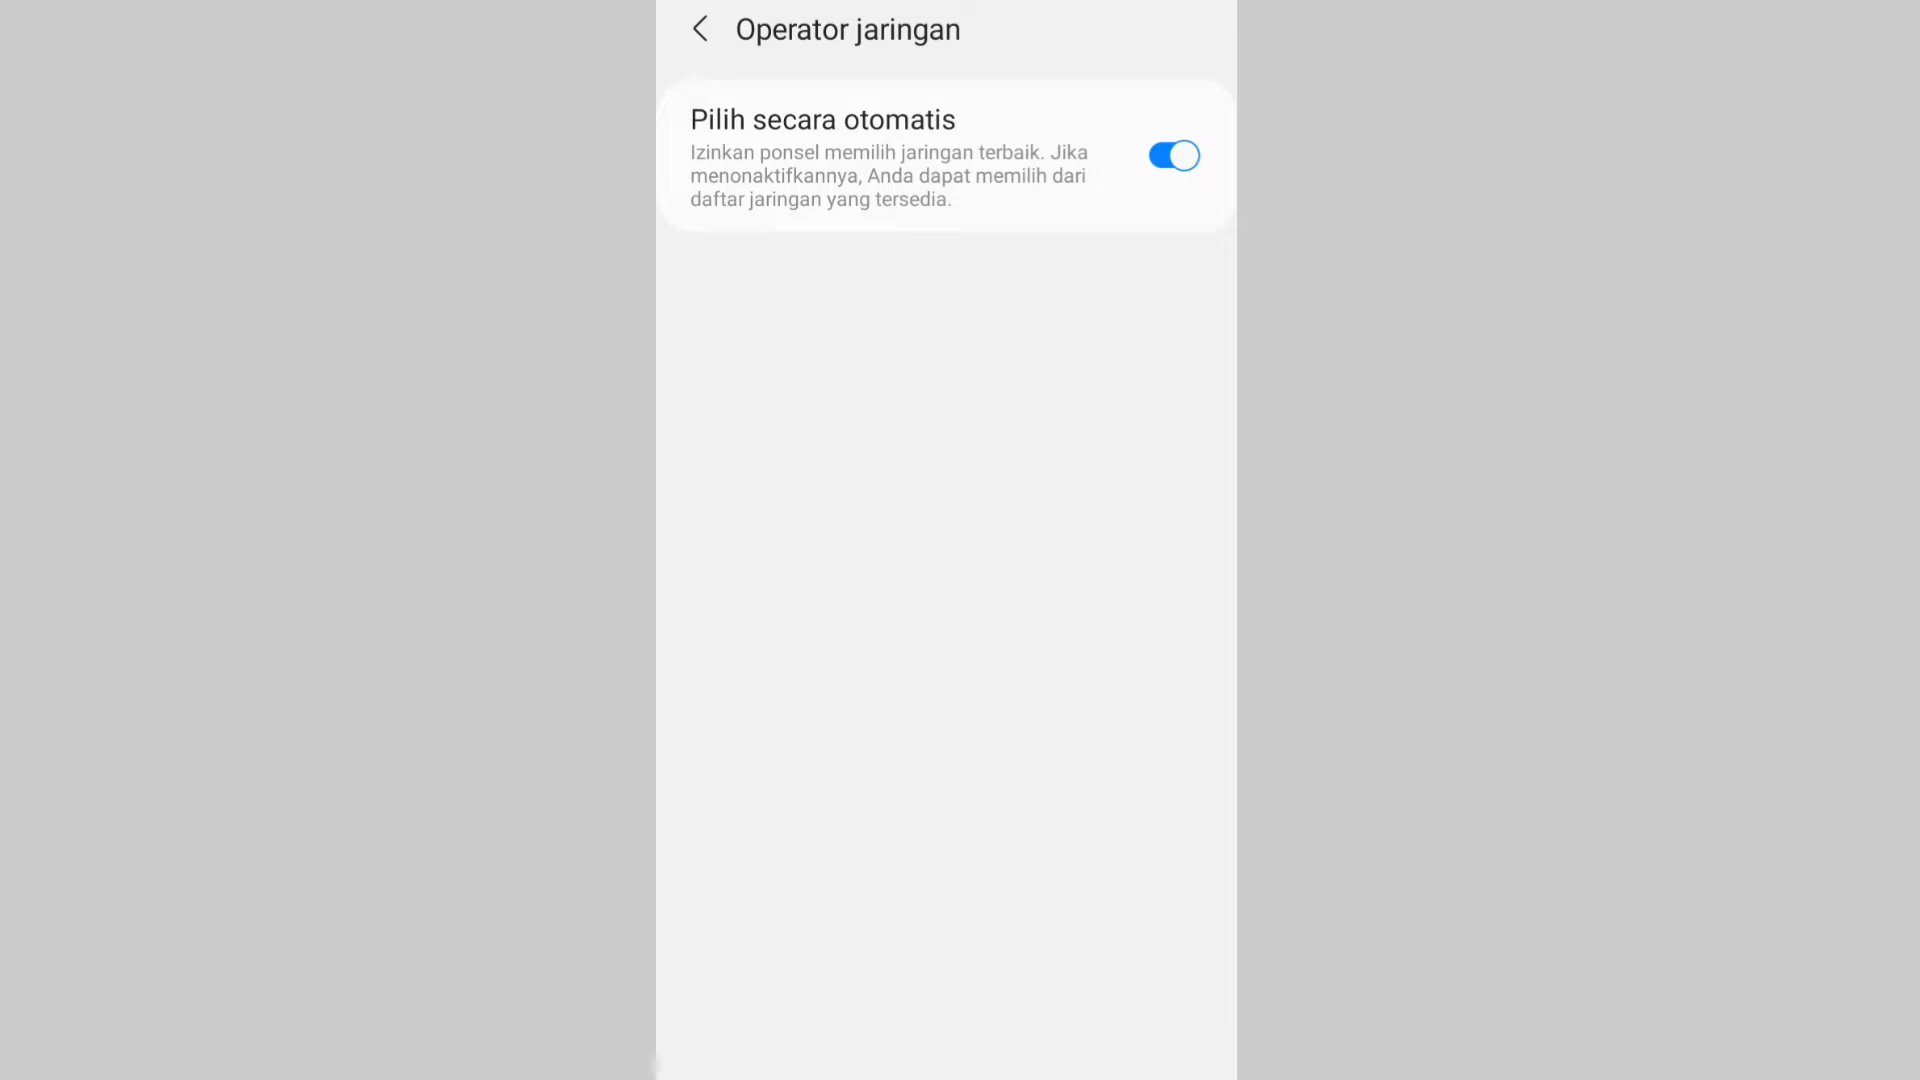 Operator jaringan
Pilih secara otomatis
Izinkan ponsel memilih jaringan terbaik. Jika
menonaktifkannya, Anda dapat memilih dari
daftar jaringan yang tersedia.